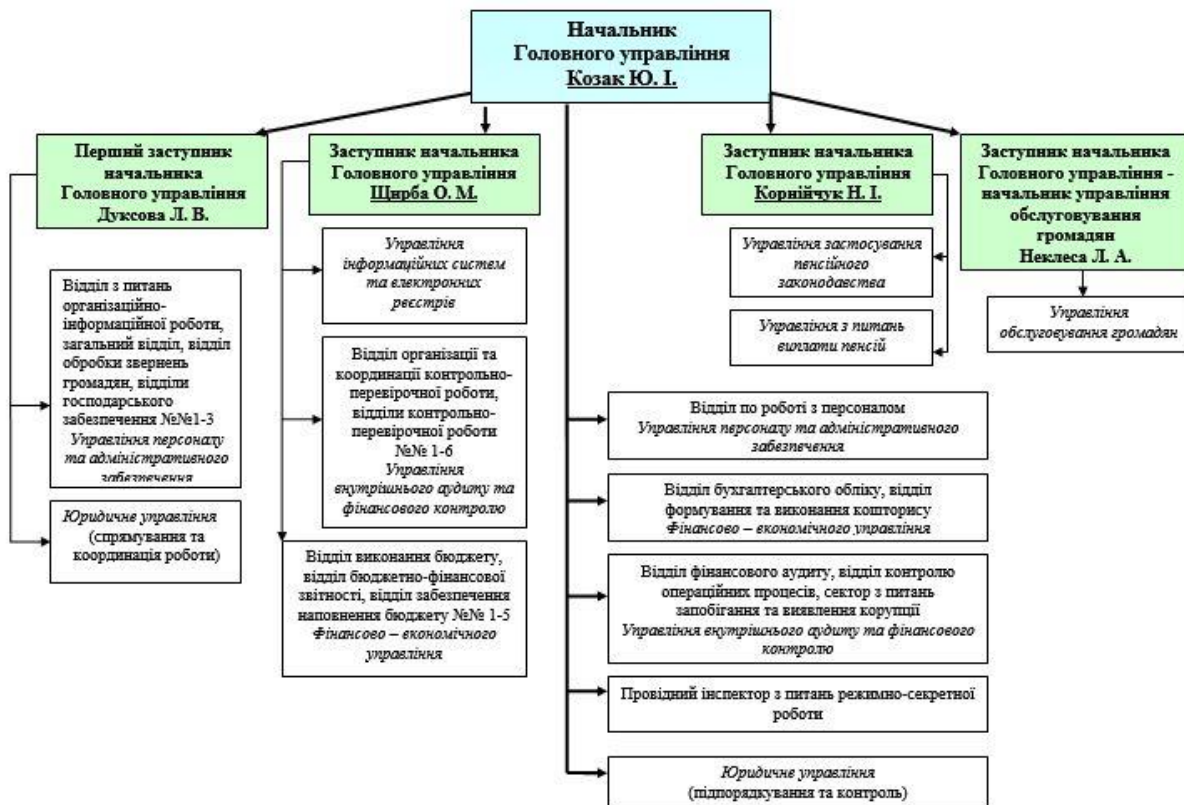 Начальник
Головного управління
Козак Ю. І.
Перший заступник
начальника
Головного управління
Дуксова Л. В.
Заступник начальника
Головного управління
Щирба О. М.
Заступник начальника
Головного управління
Корнійчук Н. І.
Заступник начальника
Головного управління -
начальник управління
обслуговування
громадян
Неклеса Л. А.
Відділ з питань
організаційно-
інформаційної роботи,
загальний відділ, відділ
обробки звернень
громадян, відділи
господарського
забезпечення №№1-3
Управління персоналу
та адміністративного
забезпечення
Юридичне управління
(спрямування та
координація роботи)
Управління
інформаційних систем
та електронних
реєстрів
Відділ організації та
координації контрольно-
перевірочної роботи,
відділи контрольно-
перевірочної роботи
№№ 1-6
Управління
внутрішнього аудиту та
фінансового контролю
Відділ виконання бюджету,
відділ бюджетно-фінансової
звітності, відділ забезпечення
наповнення бюджету №№ 1-5
Фінансово – економічного
управління
Управління застосування
пенсійного
законодавства
Управління з питань
виплати пенсій
Управління
обслуговування громадян
Відділ по роботі з персоналом
Управління персоналу та адміністративного
забезпечення
Відділ бухгалтерського обліку, відділ
формування та виконання кошторису
Фінансово – економічного управління
Відділ фінансового аудиту, відділ контролю
операційних процесів, сектор з питань
запобігання та виявлення корупції
Управління внутрішнього аудиту та фінансового
контролю
Провідний інспектор з питань режимно-секретної
роботи
Юридичне управління
(підпорядкування та контроль)